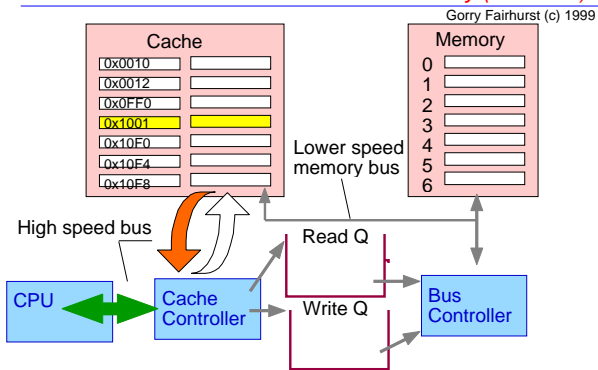 Gorry Fairhurst (c) 1999
Cache
0x0010
0x0012
0x0FF0
0x1001
0x10F0
0x10F4
0x10F8
Memory
0
1
2
3
4
5
6
Lower speed
memory bus
High speed bus
Read Q
CPU
Cache
Controller
Write Q
Bus
Controller